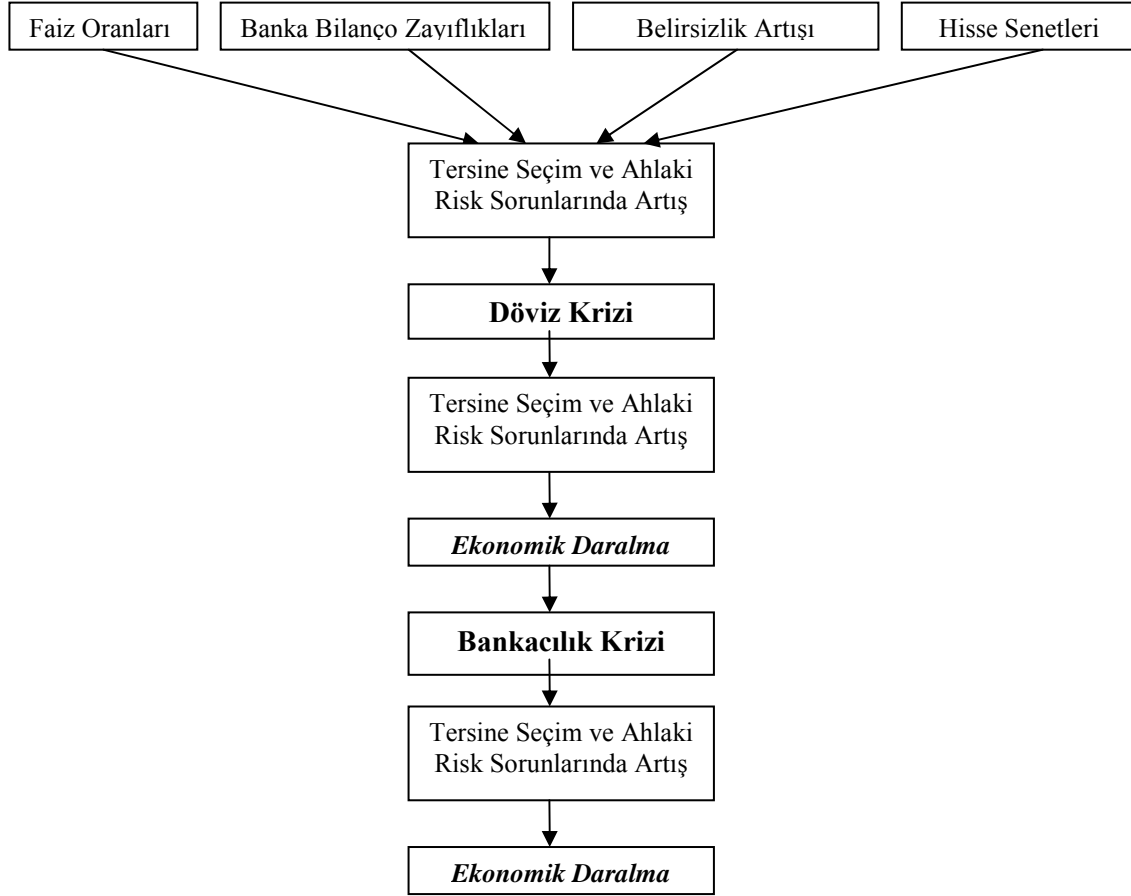 Faiz Oranları
Banka Bilanço Zayıflıkları
Belirsizlik Artışı
Hisse Senetleri
Tersine Seçim ve Ahlaki
Risk Sorunlarında Artış
Döviz Krizi
Tersine Seçim ve Ahlaki
Risk Sorunlarında Artış
Ekonomik Daralma
Bankacılık Krizi
Tersine Seçim ve Ahlaki
Risk Sorunlarında Artış
Ekonomik Daralma